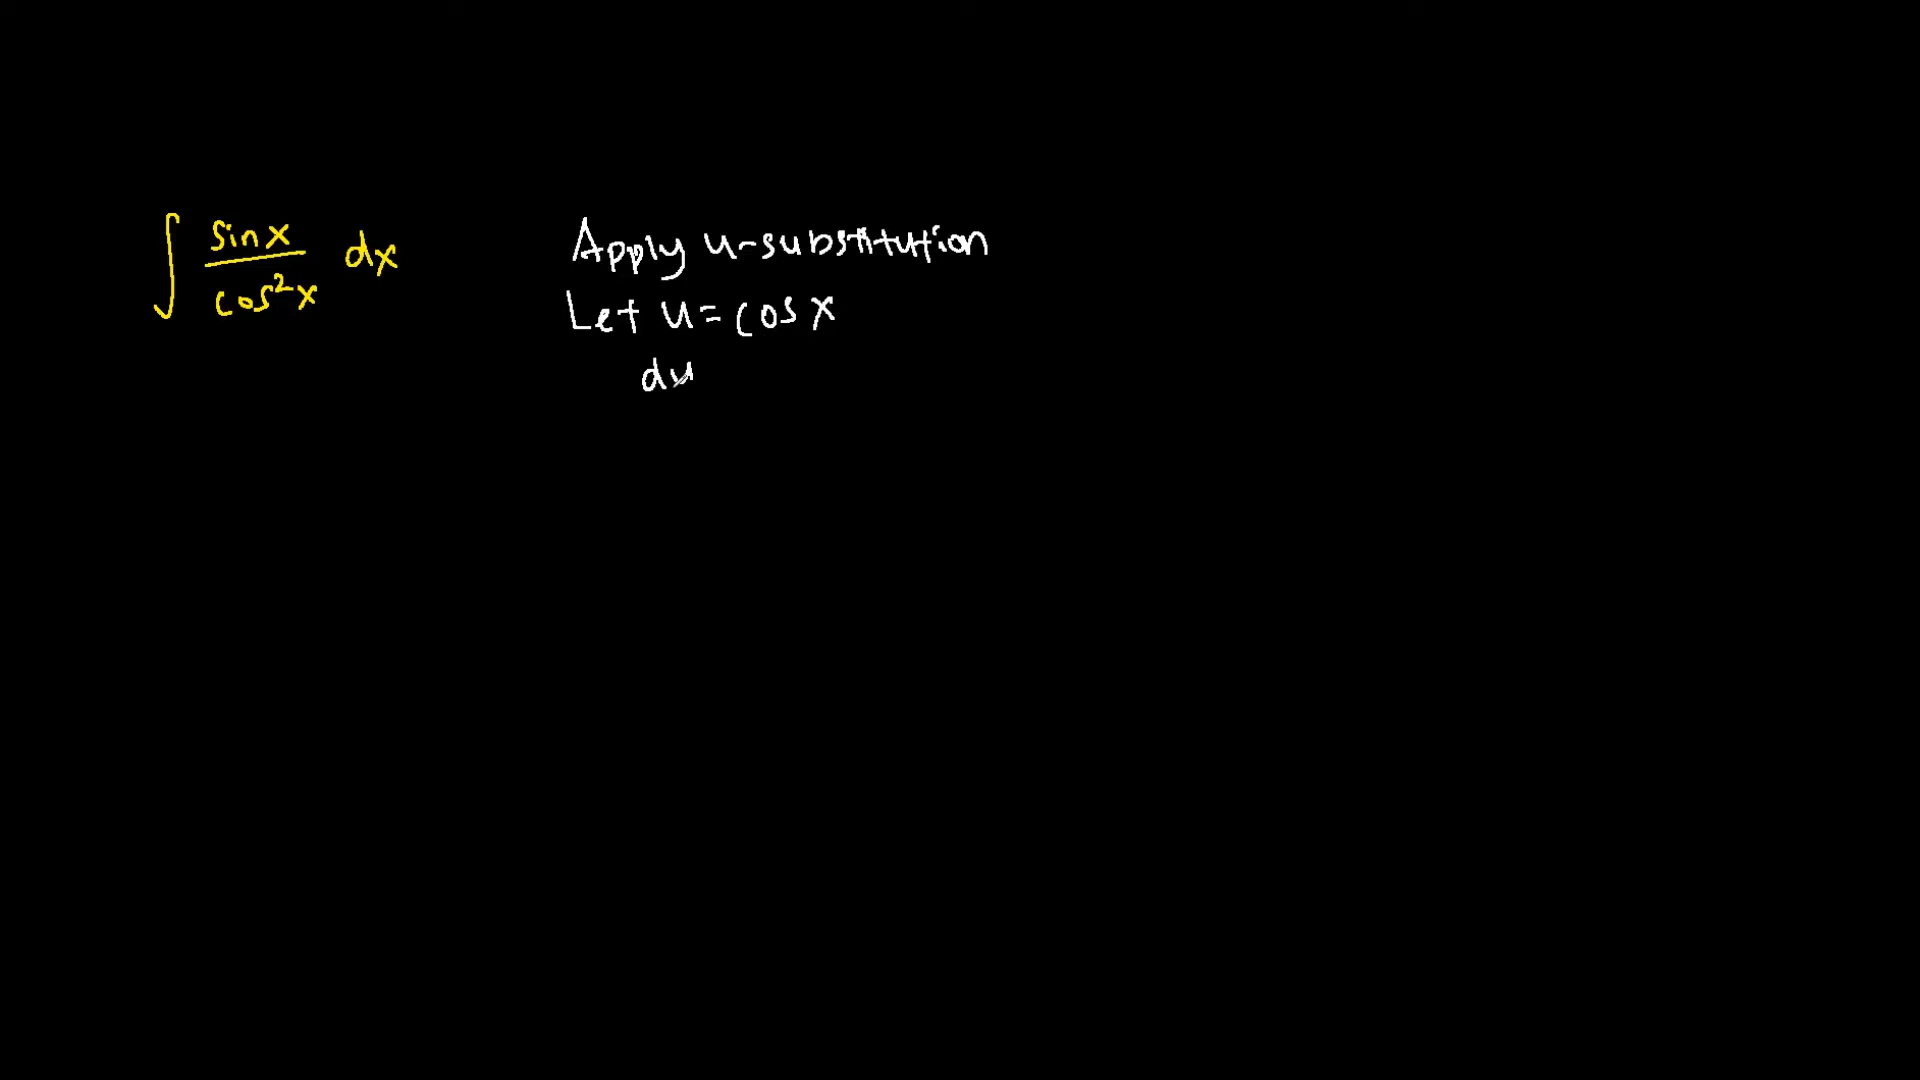 ∫ sinx / cos²x dx
Apply u-substitution
Let u = cos x
du